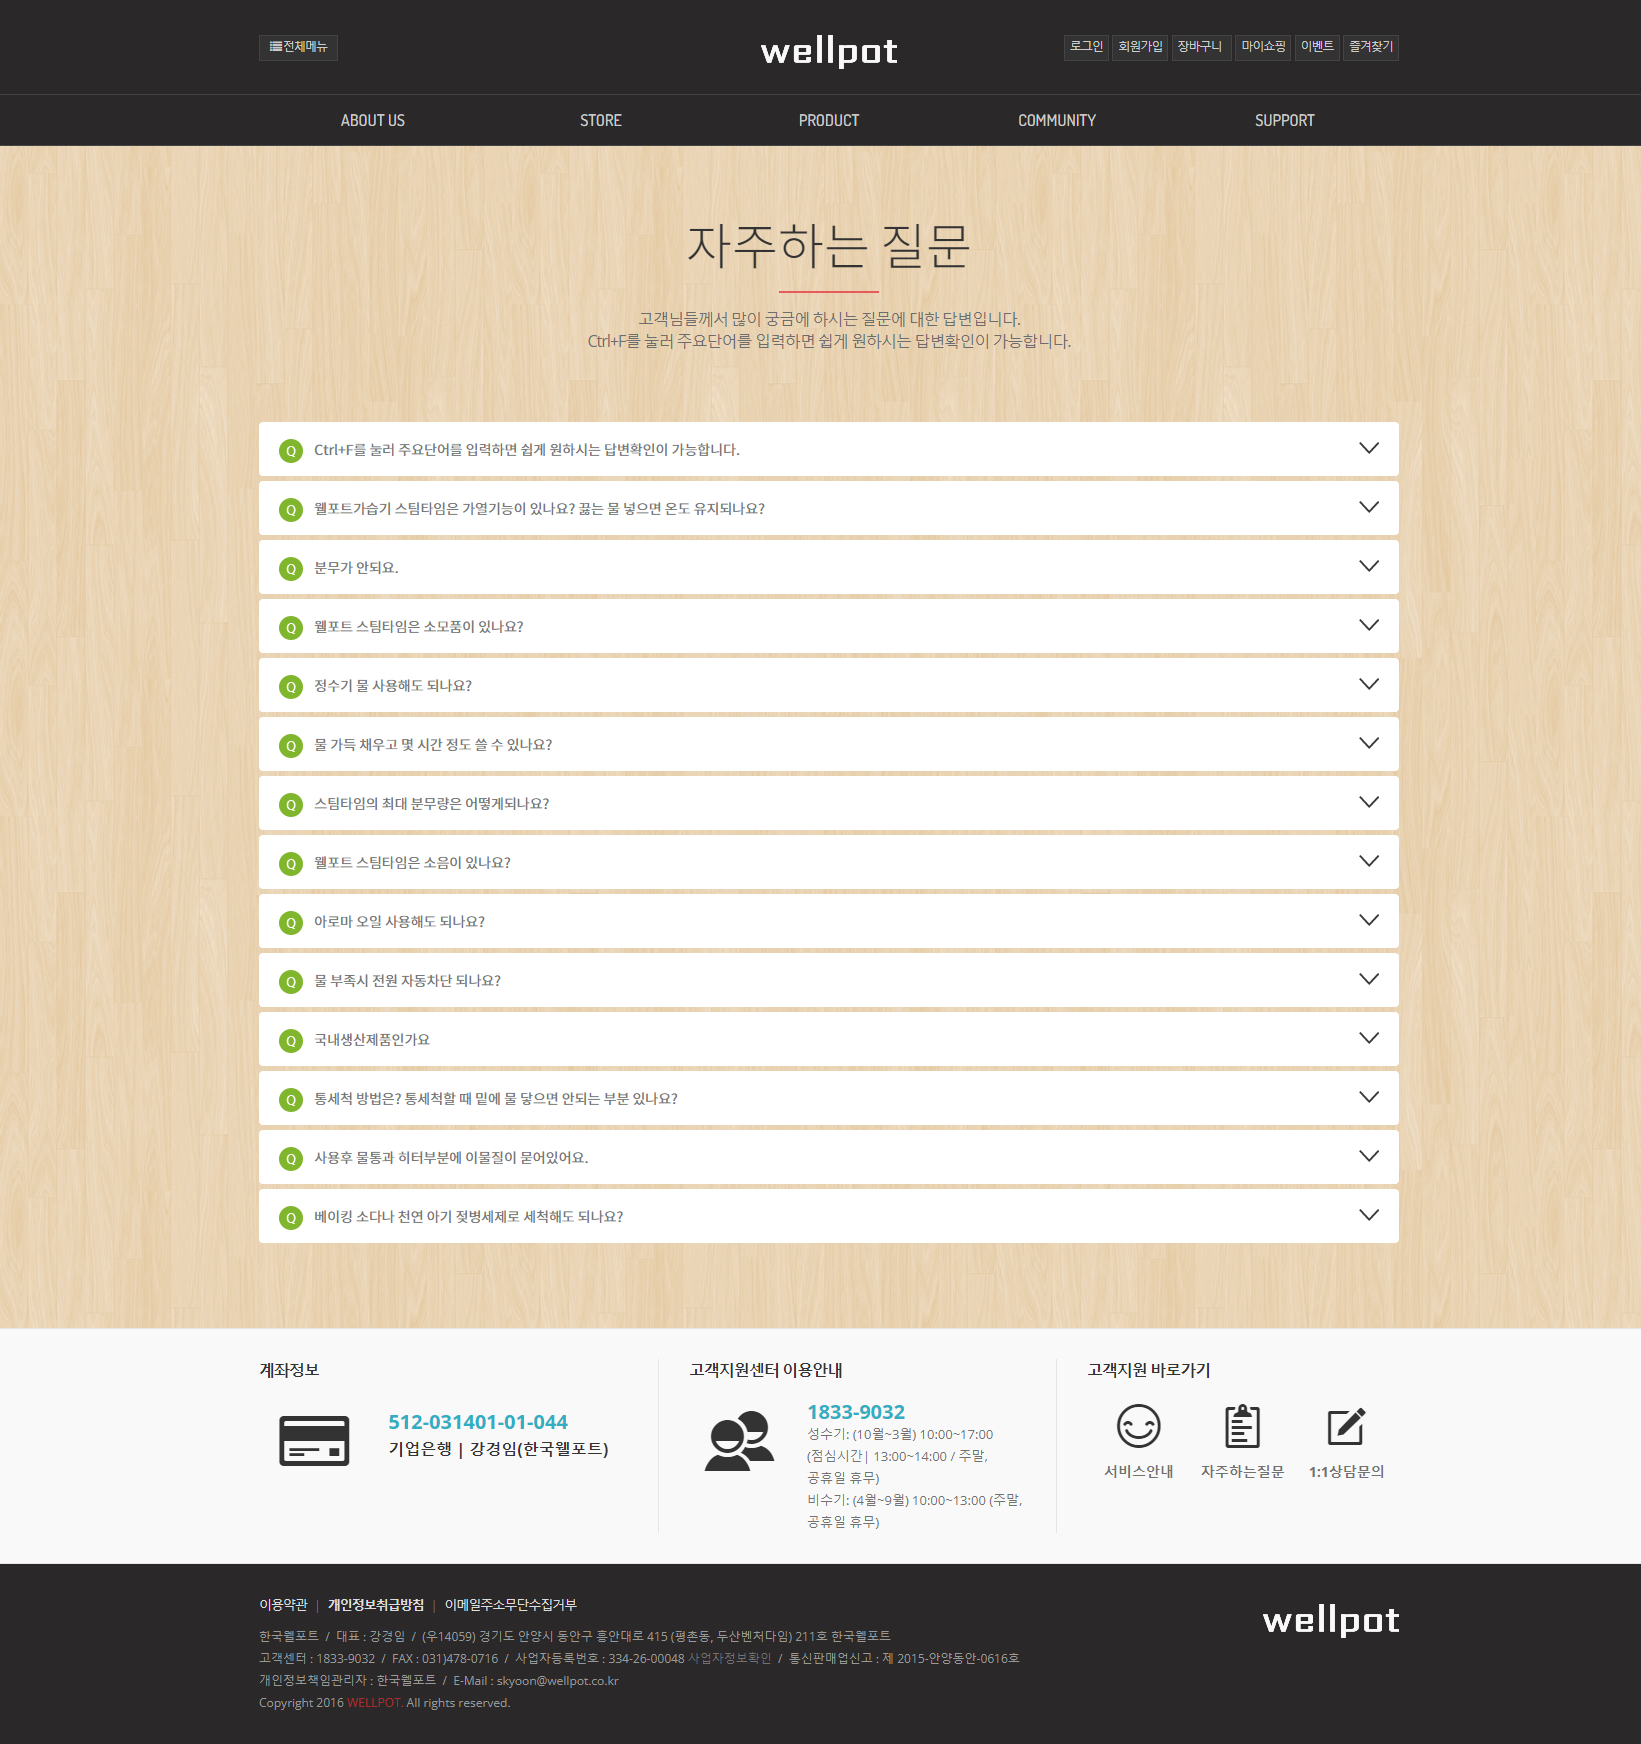 전체메뉴
wellpot
로그인 회원가입 장바구니 마이쇼핑 이벤트 즐겨찾기
ABOUT US STORE PRODUCT COMMUNITY SUPPORT
자주하는 질문
고객님들께서 많이 궁금에 하시는 질문에 대한 답변입니다.
Ctrl+F를 눌러 주요단어를 입력하면 쉽게 원하시는 답변확인이 가능합니다.
Q Ctrl+F를 눌러 주요단어를 입력하면 쉽게 원하시는 답변확인이 가능합니다.
Q 웰포트가습기 스팀타임은 가열기능이 있나요? 끓는 물 넣으면 온도 유지되나요?
Q 분무가 안되요.
Q 웰포트 스팀타임은 소모품이 있나요?
Q 정수기 물 사용해도 되나요?
Q 물 가득 채우고 몇 시간 정도 쓸 수 있나요?
Q 스팀타임의 최대 분무량은 어떻게되나요?
Q 웰포트 스팀타임은 소음이 있나요?
Q 아로마 오일 사용해도 되나요?
Q 물 부족시 전원 자동차단 되나요?
Q 국내생산제품인가요
Q 통세척 방법은? 통세척할 때 밑에 물 닿으면 안되는 부분 있나요?
Q 사용후 물통과 히터부분에 이물질이 묻어있어요.
Q 베이킹 소다나 천연 아기 젖병세제로 세척해도 되나요?
계좌정보
512-031401-01-044
기업은행 | 강경임(한국웰포트)
고객지원센터 이용안내
1833-9032
성수기: (10월~3월) 10:00~17:00
(점심시간| 13:00~14:00 / 주말,
공휴일 휴무)
비수기: (4월~9월) 10:00~13:00 (주말,
공휴일 휴무)
고객지원 바로가기
서비스안내 자주하는질문 1:1상담문의
이용약관 | 개인정보취급방침 | 이메일주소무단수집거부
wellpot
한국웰포트 / 대표 : 강경임 / (우14059) 경기도 안양시 동안구 흥안대로 415 (평촌동, 두산벤처다임) 211호 한국웰포트
고객센터 : 1833-9032 / FAX : 031)478-0716 / 사업자등록번호 : 334-26-00048 사업자정보확인 / 통신판매업신고 : 제 2015-안양동안-0616호
개인정보책임관리자 : 한국웰포트 / E-Mail : skyoon@wellpot.co.kr
Copyright 2016 WELLPOT. All rights reserved.